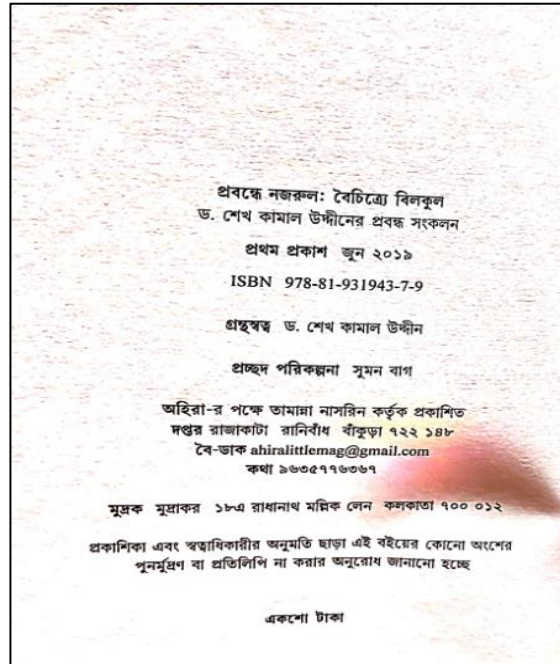 প্রবন্ধে নজরুল: বৈচিত্র্যে বিলকুল
ড. শেখ কামাল উদ্দীনের প্রবন্ধ সংকলন
প্রথম প্রকাশ জুন ২০১৯
ISBN 978-81-931943-7-9
গ্রন্থস্বত্ব ড. শেখ কামাল উদ্দীন
প্রচ্ছদ পরিকল্পনা সুমন বাগ
অহিরা-র পক্ষে তামান্না নাসরিন কর্তৃক প্রকাশিত
দপ্তর রাজাকাটা রানিবাঁধ বাঁকুড়া ৭২২ ১৪৮
বৈ-ডাক ahiralittlemag@gmail.com
কথা ৯৬৩৫৭৭৬৩৬৭
মুদ্রক মুদ্রাকর ১৮এ রাধানাথ মল্লিক লেন কলকাতা ৭০০ ০১২
প্রকাশিকা এবং স্বত্বাধিকারীর অনুমতি ছাড়া এই বইয়ের কোনো অংশের
পুনর্মুদ্রণ বা প্রতিলিপি না করার অনুরোধ জানানো হচ্ছে
একশো টাকা